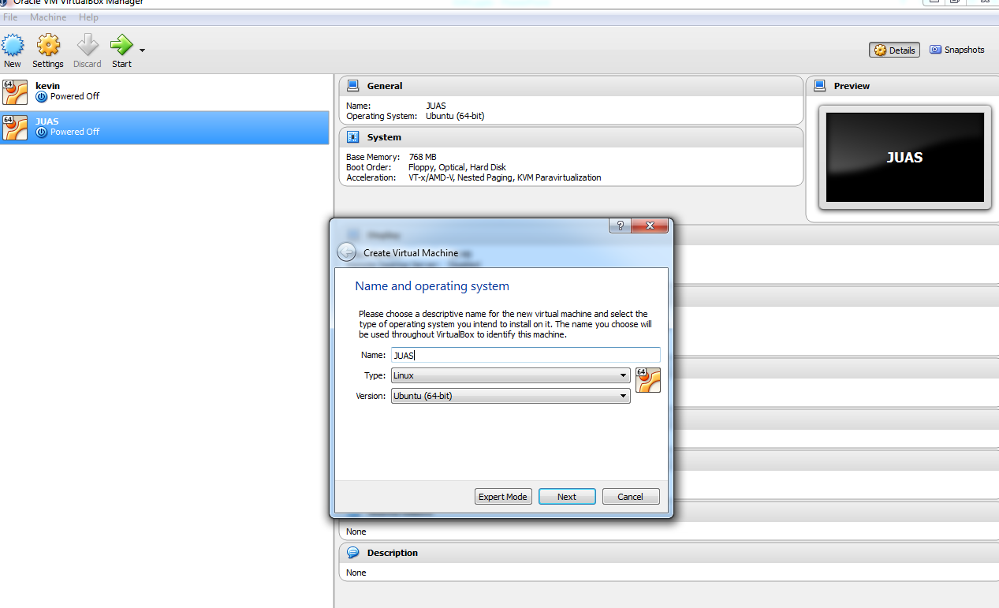 Oracle VM VirtualBox Manager
File Machine Help
New Settings Discard Start
Details Snapshots
64 kevin
Powered Off
64 JUAS
Powered Off
General
Name: JUAS
Operating System: Ubuntu (64-bit)
System
Base Memory: 768 MB
Boot Order: Floppy, Optical, Hard Disk
Acceleration: VT-x/AMD-V, Nested Paging, KVM Paravirtualization
Preview
JUAS
?
Create Virtual Machine
Name and operating system
Please choose a descriptive name for the new virtual machine and select the
type of operating system you intend to install on it. The name you choose will
be used throughout VirtualBox to identify this machine.
Name: JUAS
Type: Linux
64
Version: Ubuntu (64-bit)
Expert Mode Next Cancel
None
Description
None